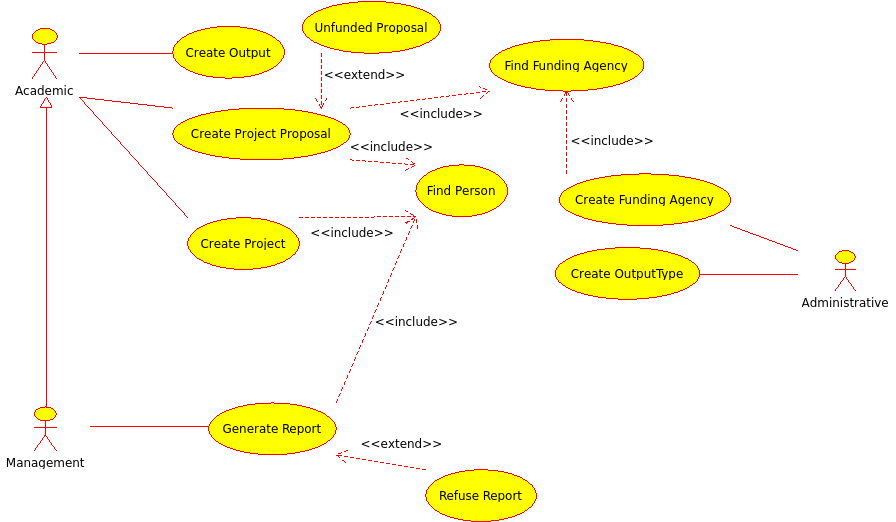 Unfunded Proposal
Create Output
Find Funding Agency
<<extend>>
Academic
<<include>>
Create Project Proposal
<<include>>
<<include>>
Find Person
Create Funding Agency
<<include>>
Create Project
Create OutputType
Administrative
<<include>>
Generate Report
<<extend>>
Management
Refuse Report